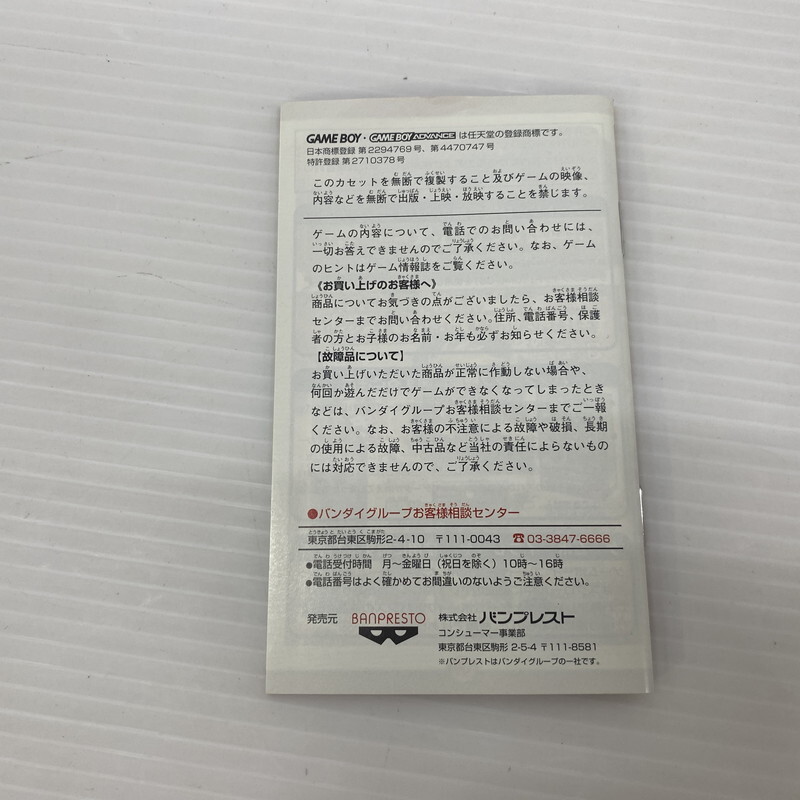 GAME BOY・GAME BOY ADVANCE は任天堂の登録商標です。
日本商標登録 第2294769号、第4470747号
特許登録 第2710378号
このカセットを無断で複製すること及びゲームの映像、
内容などを無断で出版・上映・放映することを禁じます。
ゲームの内容について、電話でのお問い合わせには、
一切お答えできませんのでご了承ください。なお、ゲーム
のヒントはゲーム情報誌をご覧ください。
《お買い上げのお客様へ》
商品についてお気づきの点がございましたら、お客様相談
センターまでお問い合わせください。住所、電話番号、保護
者の方とお子様のお名前・お年も必ずお知らせください。
【故障品について】
お買い上げいただいた商品が正常に作動しない場合や、
何回か遊んだだけでゲームができなくなってしまったとき
などは、バンダイグループお客様相談センターまでご一報
ください。なお、お客様の不注意による故障や破損、長期
の使用による故障、中古品など当社の責任によらないもの
には対応できませんので、ご了承ください。
●バンダイグループお客様相談センター
東京都台東区駒形2-4-10 〒111-0043 ☎03-3847-6666
●電話受付時間 月〜金曜日(祝日を除く)10時〜16時
●電話番号はよく確かめてお間違いのないようご注意ください。
発売元 BANPRESTO 株式会社 バンプレスト
コンシューマー事業部
東京都台東区駒形 2-5-4 〒111-8581
※バンプレストはバンダイグループの一社です。